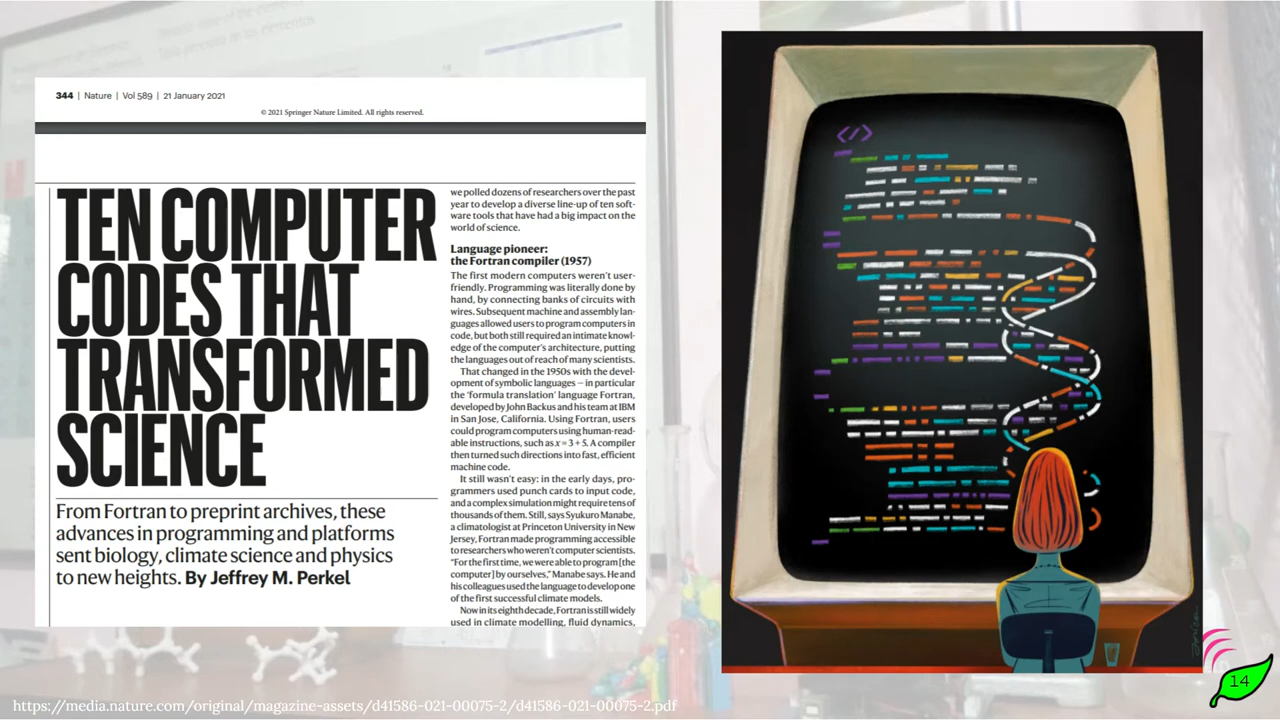 344 | Nature | Vol 589 | 21 January 2021
© 2021 Springer Nature Limited. All rights reserved.
TEN COMPUTER
CODES THAT
TRANSFORMED
SCIENCE
From Fortran to preprint archives, these
advances in programming and platforms
sent biology, climate science and physics
to new heights. By Jeffrey M. Perkel
we polled dozens of researchers over the past
year to develop a diverse line-up of ten soft-
ware tools that have had a big impact on the
world of science.
Language pioneer:
the Fortran compiler (1957)
The first modern computers weren't user-
friendly. Programming was literally done by
hand, by connecting banks of circuits with
wires. Subsequent machine and assembly lan-
guages allowed users to program computers in
code, but both still required an intimate knowl-
edge of the computer's architecture, putting
the languages out of reach of many scientists.
That changed in the 1950s with the devel-
opment of symbolic languages — in particular
the 'formula translation' language Fortran,
developed by John Backus and his team at IBM
in San Jose, California. Using Fortran, users
could program computers using human-read-
able instructions, such as x = 3 + 5. A compiler
then turned such directions into fast, efficient
machine code.
It still wasn't easy: in the early days, pro-
grammers used punch cards to input code,
and a complex simulation might require tens of
thousands of them. Still, says Syukuro Manabe,
a climatologist at Princeton University in New
Jersey, Fortran made programming accessible
to researchers who weren't computer scientists.
"For the first time, we were able to program [the
computer] by ourselves," Manabe says. He and
his colleagues used the language to develop one
of the first successful climate models.
Now in its eighth decade, Fortran is still widely
used in climate modelling, fluid dynamics,
</>
14
https://media.nature.com/original/magazine-assets/d41586-021-00075-2/d41586-021-00075-2.pdf